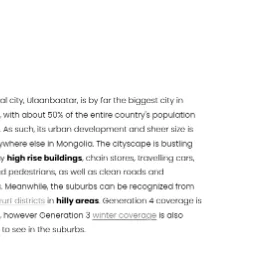 al city, Ulaanbaatar, is by far the biggest city in
, with about 50% of the entire country's population
. As such, its urban development and sheer size is
ywhere else in Mongolia. The cityscape is bustling
y high rise buildings, chain stores, travelling cars,
d pedestrians, as well as clean roads and
. Meanwhile, the suburbs can be recognized from
yurt districts in hilly areas. Generation 4 coverage is
, however Generation 3 winter coverage is also
to see in the suburbs.